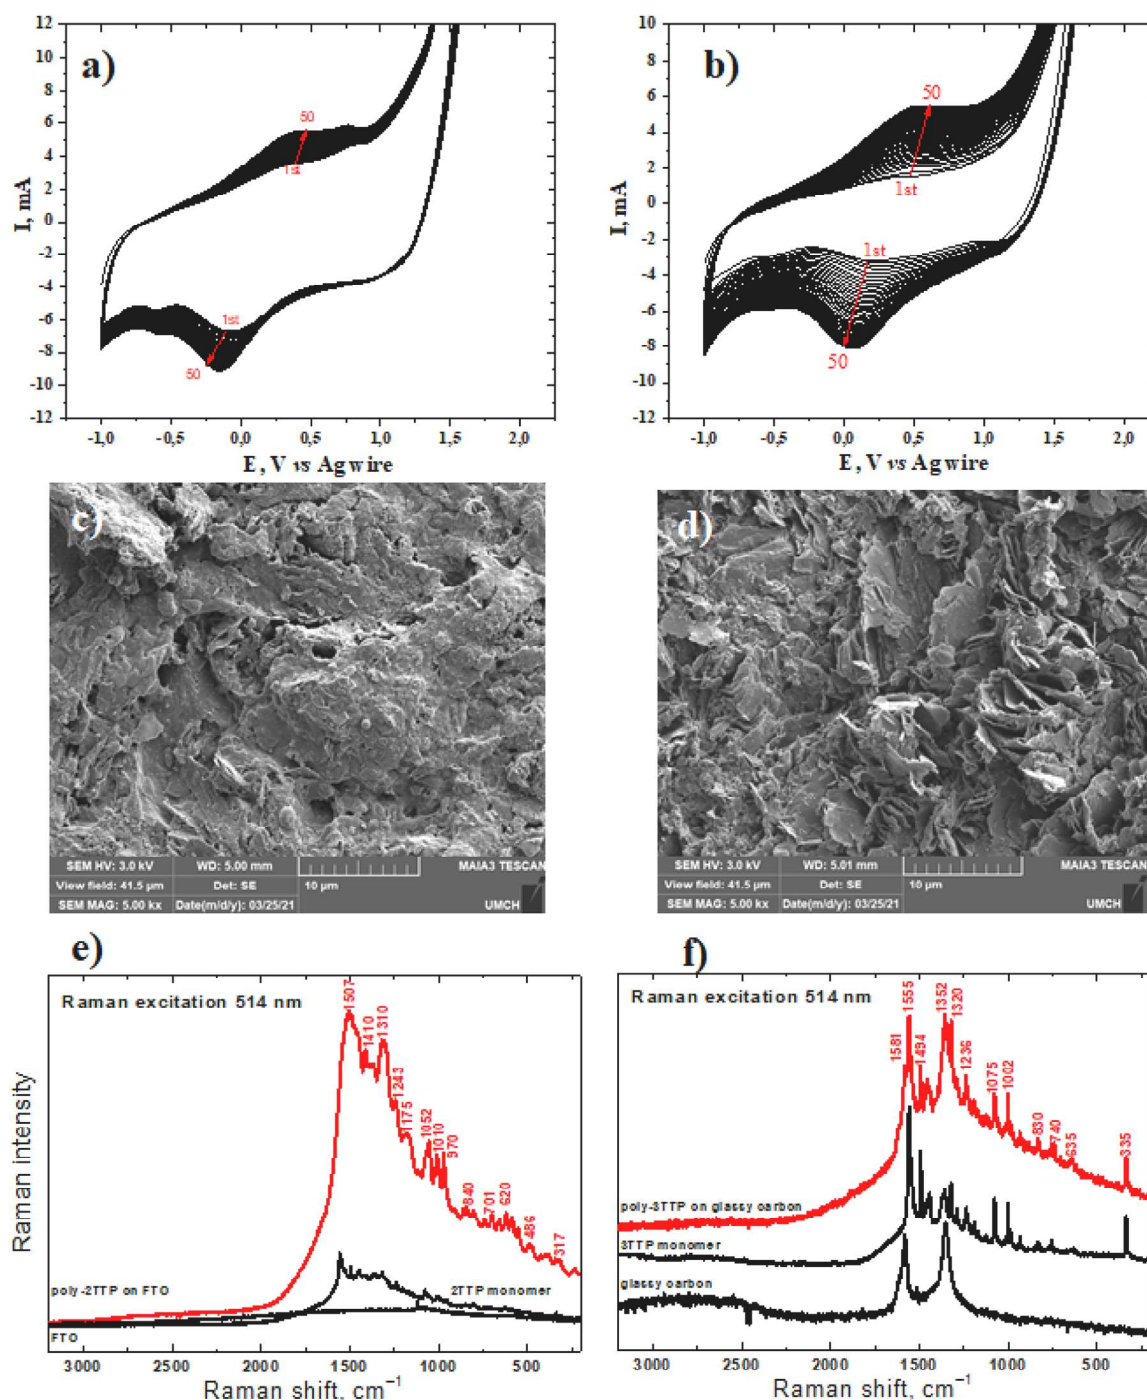 a)
12
10
8
6
4
2
0
-2
-4
-6
-8
-10
-12
I, mA
50
1st
1st
50
-1,0 -0,5 0,0 0,5 1,0 1,5 2,0
E, V vs Ag wire
b)
10
8
6
4
2
0
-2
-4
-6
-8
-10
-12
I, mA
50
1st
1st
50
-1,0 -0,5 0,0 0,5 1,0 1,5 2,0
E, V vs Ag wire
c)
SEM HV: 3.0 kV WD: 5.00 mm MAIA3 TESCAN
View field: 41.5 µm Det: SE 10 µm
SEM MAG: 5.00 kx Date(m/d/y): 03/25/21 UMCH
d)
SEM HV: 3.0 kV WD: 5.01 mm MAIA3 TESCAN
View field: 41.5 µm Det: SE 10 µm
SEM MAG: 5.00 kx Date(m/d/y): 03/25/21 UMCH
e)
Raman excitation 514 nm
1507
1410
1310
1243
1175
1052
1010
970
840
701
620
486
317
poly-2TTP on FTO
2TTP monomer
FTO
Raman intensity
3000 2500 2000 1500 1000 500
Raman shift, cm⁻¹
f)
Raman excitation 514 nm
1581
1555
1494
1352
1320
1236
1075
1002
830
740
635
335
poly-3TTP on glassy carbon
3TTP monomer
glassy carbon
3000 2500 2000 1500 1000 500
Raman shift, cm⁻¹